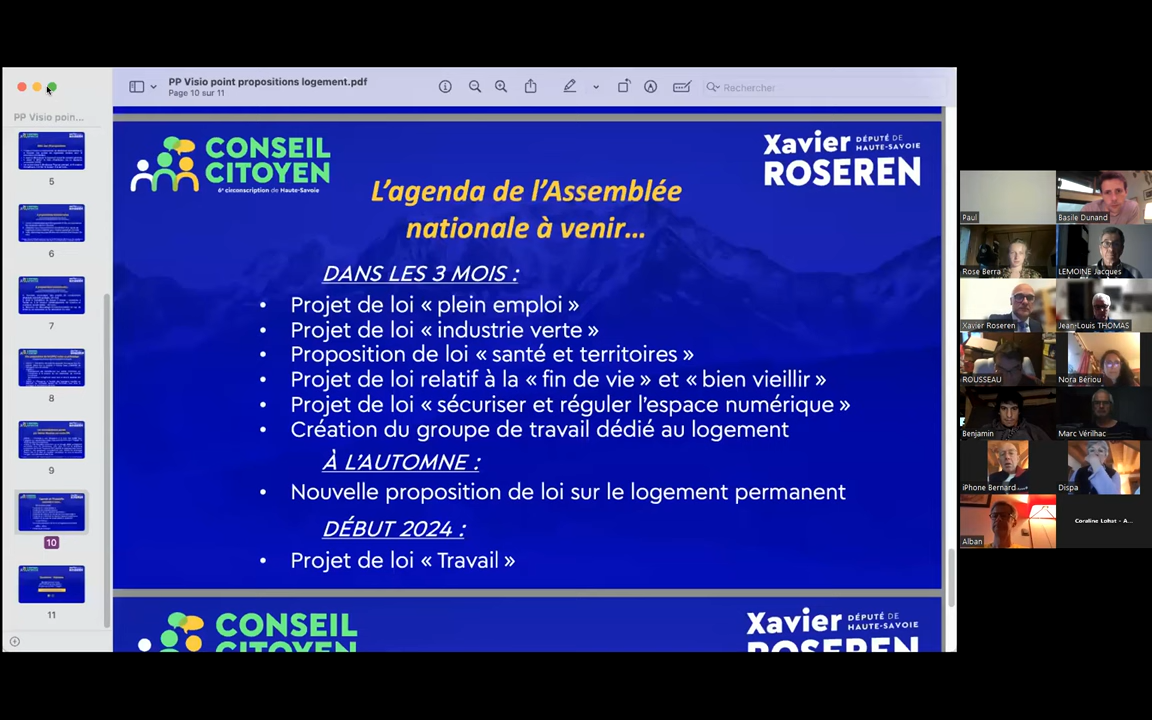 PP Visio point propositions logement.pdf
Page 10 sur 11
Rechercher
PP Visio poin...
5
6
7
8
9
10
11
CONSEIL
CITOYEN
6e circonscription de Haute-Savoie
Xavier DÉPUTÉ DE
HAUTE-SAVOIE
ROSEREN
L'agenda de l'Assemblée
nationale à venir...
DANS LES 3 MOIS :
• Projet de loi « plein emploi »
• Projet de loi « industrie verte »
• Proposition de loi « santé et territoires »
• Projet de loi relatif à la « fin de vie » et « bien vieillir »
• Projet de loi « sécuriser et réguler l'espace numérique »
• Création du groupe de travail dédié au logement
À L'AUTOMNE :
• Nouvelle proposition de loi sur le logement permanent
DÉBUT 2024 :
• Projet de loi « Travail »
CONSEIL
CITOYEN
Xavier DÉPUTÉ DE
HAUTE-SAVOIE
ROSEREN
Paul
Basile Dunand
Rose Berra
LEMOINE Jacques
Xavier Roseren
Jean-Louis THOMAS
ROUSSEAU
Nora Bériou
Benjamin
Marc Vérilhac
iPhone Bernard
Dispa
Alban